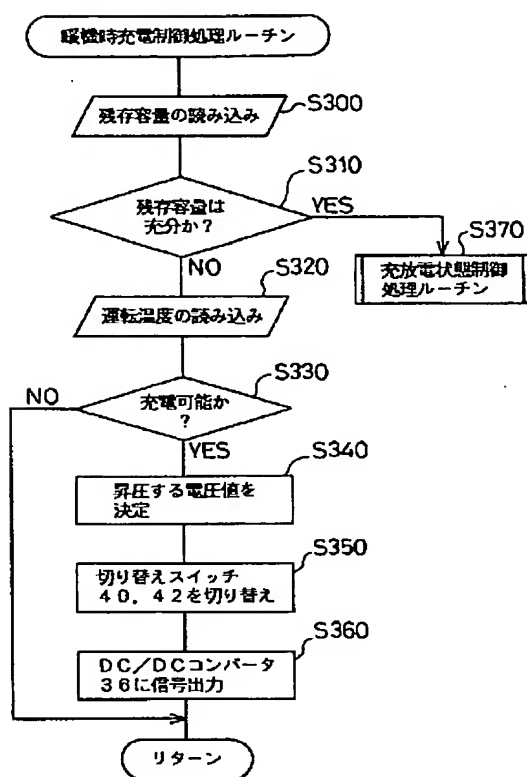 暖機時充電制御処理ルーチン
残存容量の読み込み
S300
S310
残存容量は
充分か？
YES
NO
S370
充放電状態制御
処理ルーチン
S320
運転温度の読み込み
S330
NO
充電可能か
？
YES
S340
昇圧する電圧値を
決定
S350
切り替えスイッチ
４０，４２を切り替え
S360
ＤＣ／ＤＣコンバータ
３６に信号出力
リターン